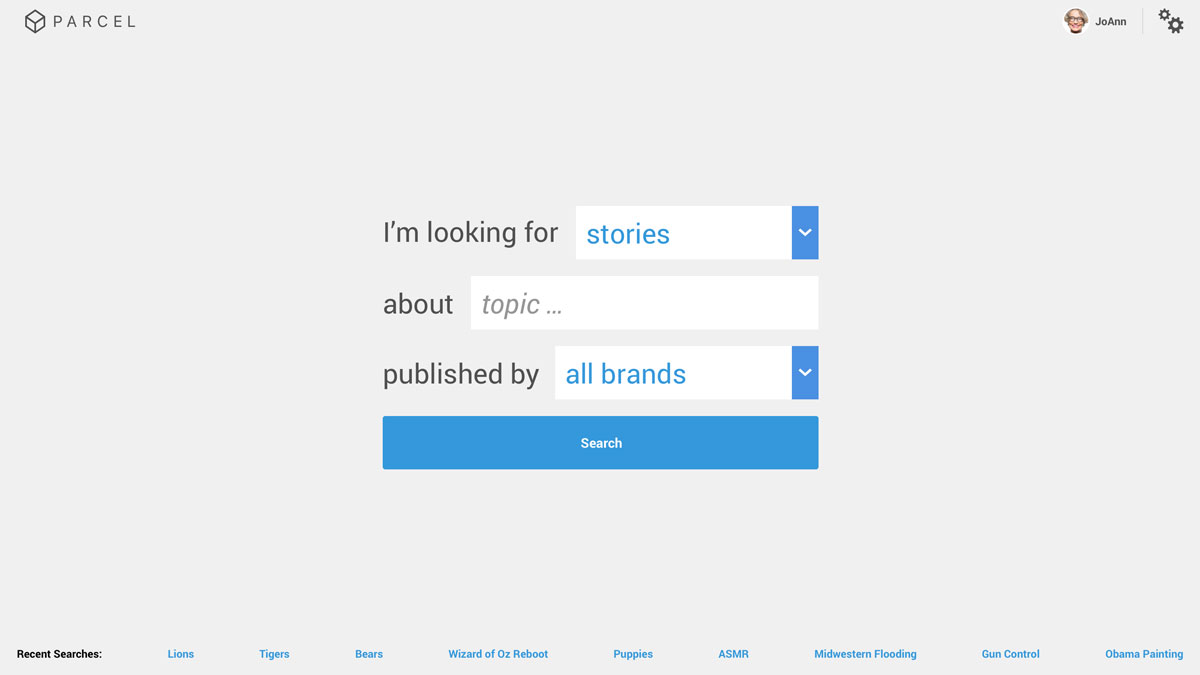 PARCEL
JoAnn
I’m looking for stories
about topic ...
published by all brands
Search
Recent Searches: Lions Tigers Bears Wizard of Oz Reboot Puppies ASMR Midwestern Flooding Gun Control Obama Painting